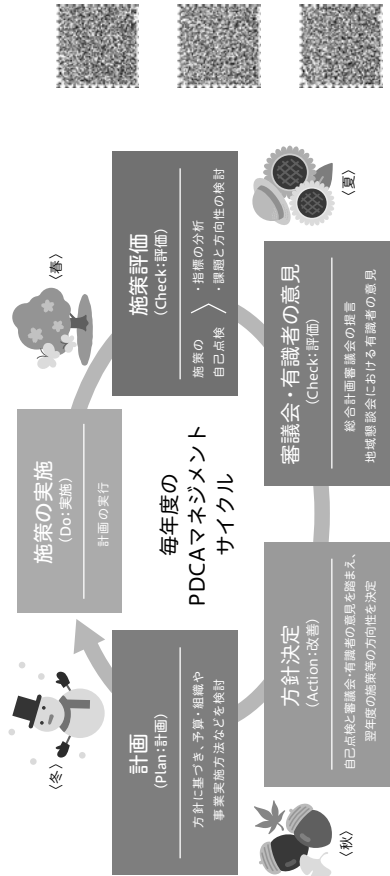 毎年度の
PDCAマネジメント
サイクル
計画
(Plan:計画)
方針に基づき、予算・組織や
事業実施方法などを検討
施策の実施
(Do:実施)
計画の実行
〈春〉
施策評価
(Check:評価)
施策の
自己点検
・指標の分析
・課題と方向性の検討
〈夏〉
審議会・有識者の意見
(Check:評価)
総合計画審議会の提言
地域懇談会における有識者の意見
〈秋〉
方針決定
(Action:改善)
自己点検と審議会・有識者の意見を踏まえ、
翌年度の施策等の方向性を決定
〈冬〉